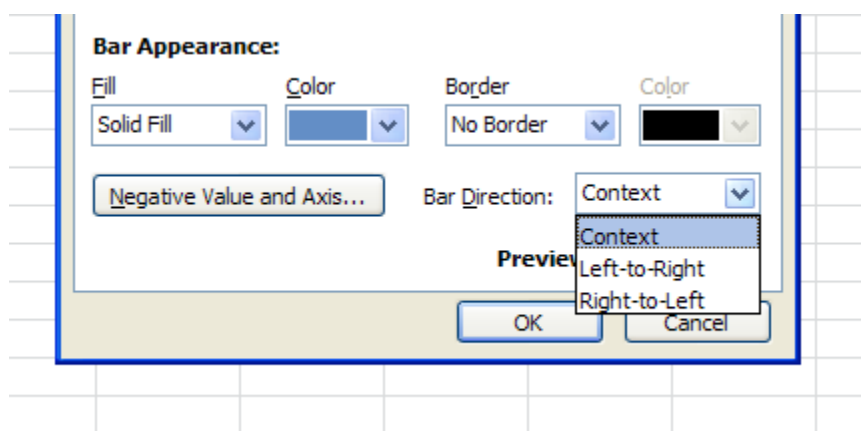 Bar Appearance:
Fill Color Border Color
Solid Fill No Border
Negative Value and Axis... Bar Direction: Context
Context
Left-to-Right
Right-to-Left
OK Cancel